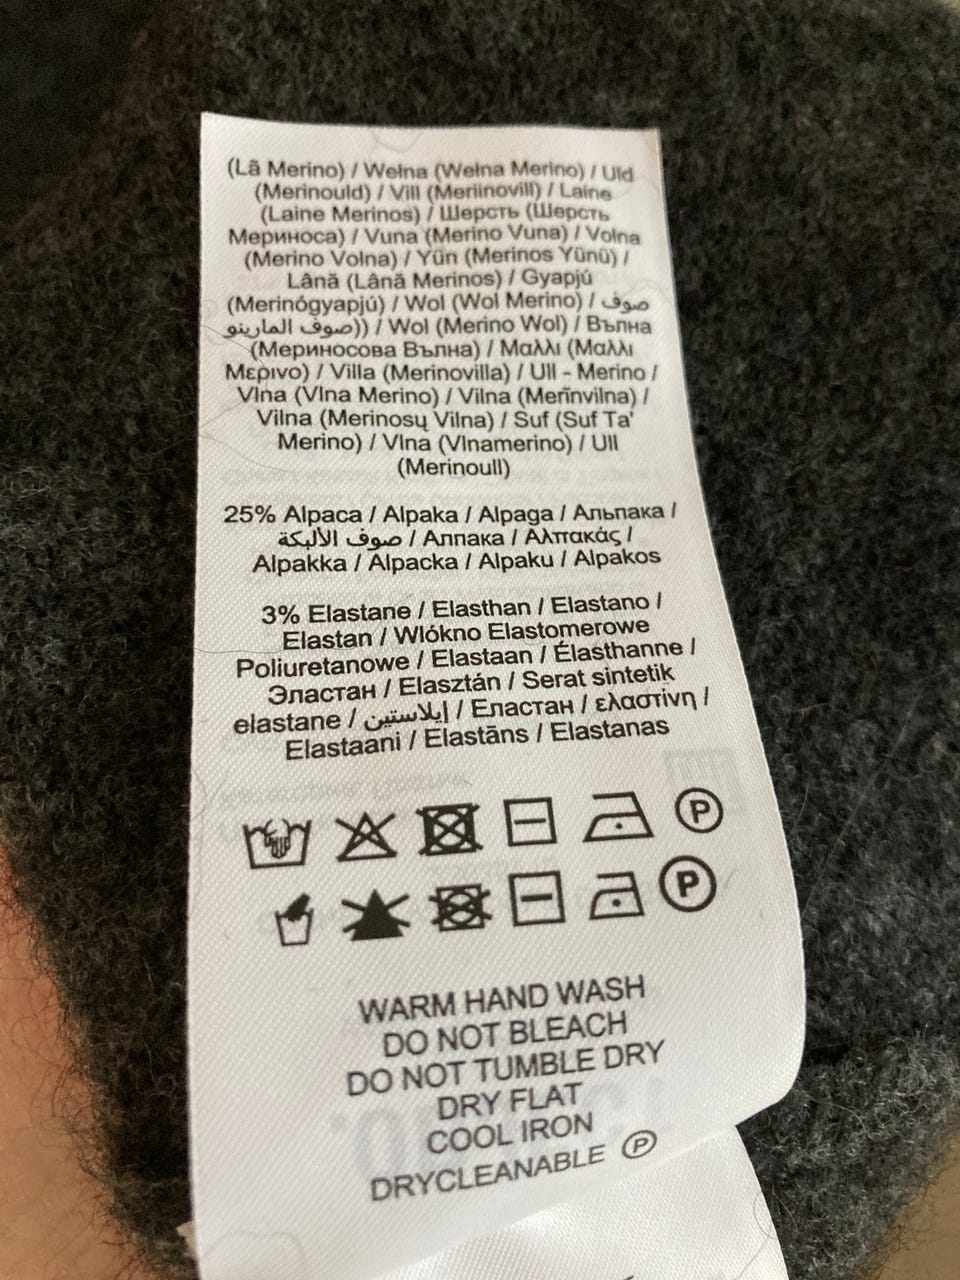 (Lã Merino) / Wełna (Wełna Merino) / Uld
(Merinould) / Vill (Meriinovill) / Laine
(Laine Merinos) / Шерсть (Шерсть
Мериноса) / Vuna (Merino Vuna) / Volna
(Merino Volna) / Yün (Merinos Yünü) /
Lână (Lână Merinos) / Gyapjú
(Merinógyapjú) / Wol (Wol Merino) / صوف
صوف المارينو)) / Wol (Merino Wol) / Вълна
(Мериносова Вълна) / Μαλλι (Μαλλι
Μερινο) / Villa (Merinovilla) / Ull - Merino /
Vlna (Vlna Merino) / Vilna (Merīnvilna) /
Vilna (Merinosų Vilna) / Suf (Suf Ta'
Merino) / Vlna (Vlnamerino) / Ull
(Merinoull)
25% Alpaca / Alpaka / Alpaga / Альпака /
صوف الألبكة / Алпака / Αλπακάς /
Alpakka / Alpacka / Alpaku / Alpakos
3% Elastane / Elasthan / Elastano /
Elastan / Wlókno Elastomerowe
Poliuretanowe / Elastaan / Élasthanne /
Эластан / Elasztán / Serat sintetik
elastane / إيلاستين / Еластан / ελαστίνη /
Elastaani / Elastāns / Elastanas
P
P
WARM HAND WASH
DO NOT BLEACH
DO NOT TUMBLE DRY
DRY FLAT
COOL IRON
DRYCLEANABLE P